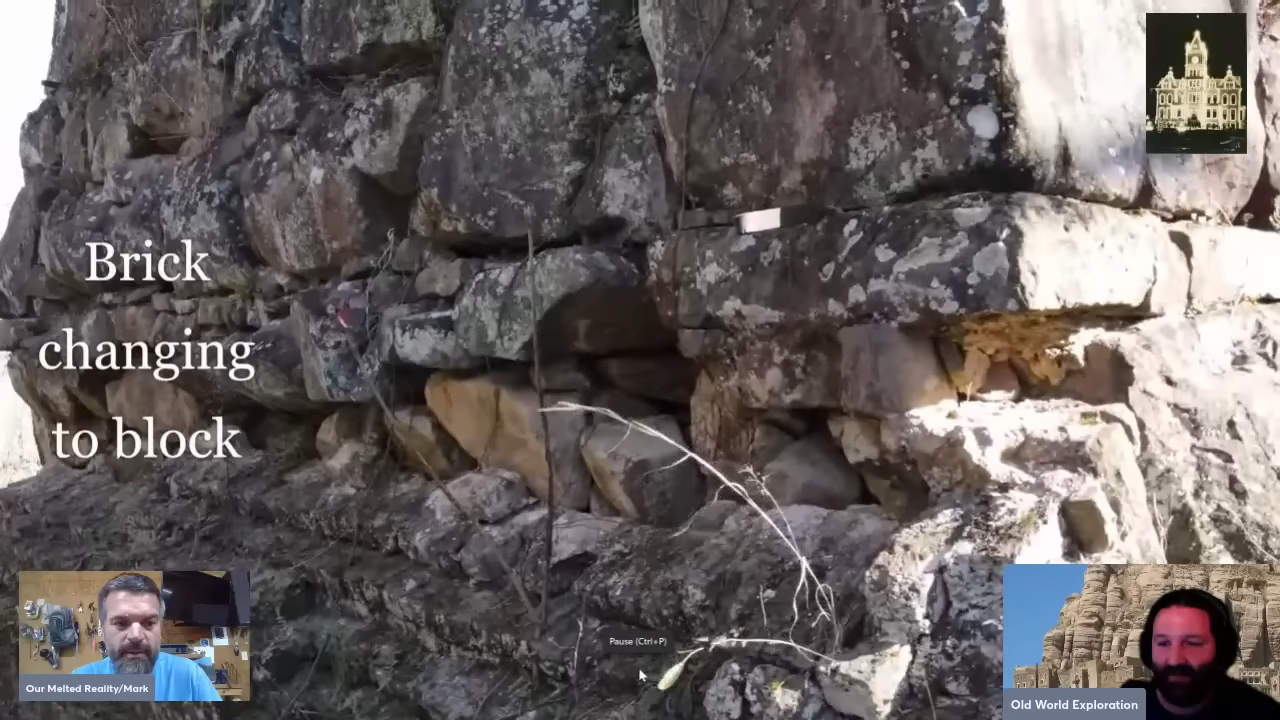 Brick
changing
to block
Pause (Ctrl+P)
Our Melted Reality/Mark
Old World Exploration